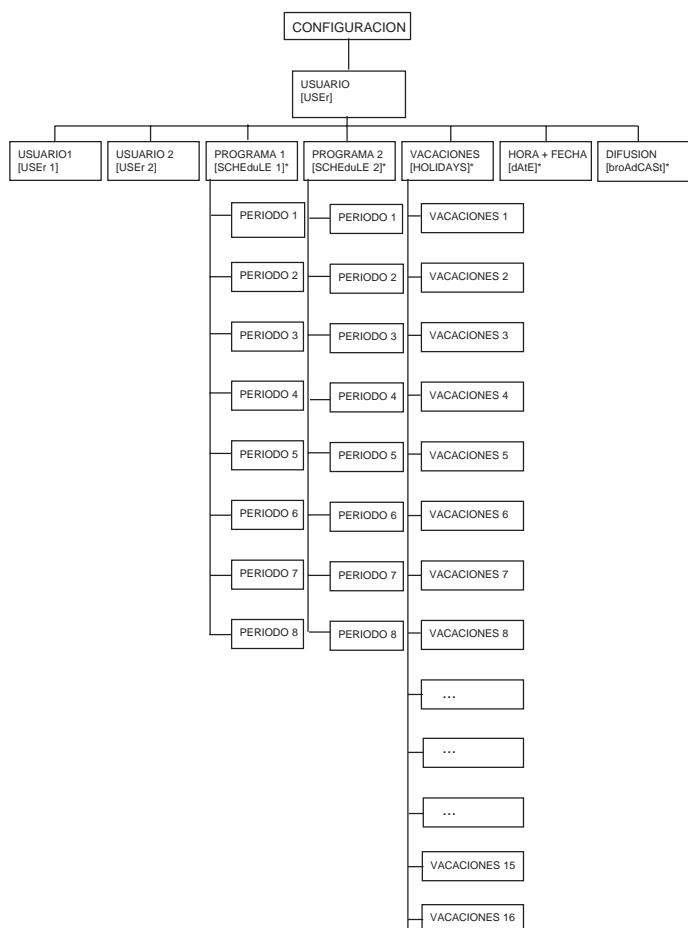 CONFIGURACION
USUARIO
[USEr]
USUARIO1
[USEr 1]
USUARIO 2
[USEr 2]
PROGRAMA 1
[SCHEduLE 1]*
PROGRAMA 2
[SCHEduLE 2]*
VACACIONES
[HOLIDAYS]*
HORA + FECHA
[dAtE]*
DIFUSION
[broAdCASt]*
PERIODO 1
PERIODO 1
VACACIONES 1
PERIODO 2
PERIODO 2
VACACIONES 2
PERIODO 3
PERIODO 3
VACACIONES 3
PERIODO 4
PERIODO 4
VACACIONES 4
PERIODO 5
PERIODO 5
VACACIONES 5
PERIODO 6
PERIODO 6
VACACIONES 6
PERIODO 7
PERIODO 7
VACACIONES 7
PERIODO 8
PERIODO 8
VACACIONES 8
...
...
...
VACACIONES 15
VACACIONES 16